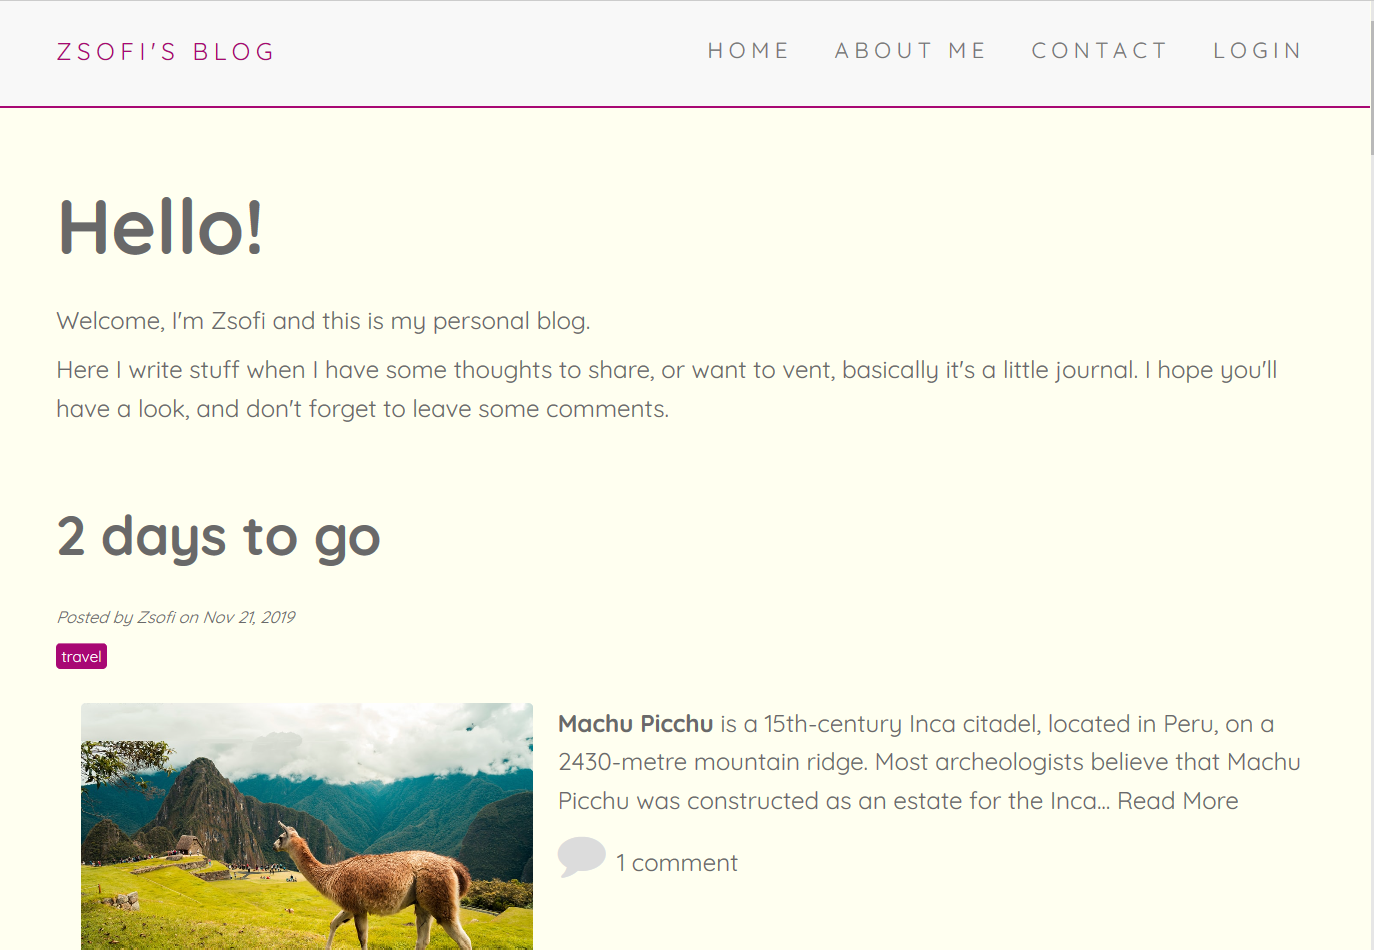 ZSOFI'S BLOG
HOME ABOUT ME CONTACT LOGIN
Hello!
Welcome, I'm Zsofi and this is my personal blog.
Here I write stuff when I have some thoughts to share, or want to vent, basically it's a little journal. I hope you'll
have a look, and don't forget to leave some comments.
2 days to go
Posted by Zsofi on Nov 21, 2019
travel
Machu Picchu is a 15th-century Inca citadel, located in Peru, on a
2430-metre mountain ridge. Most archeologists believe that Machu
Picchu was constructed as an estate for the Inca... Read More
1 comment